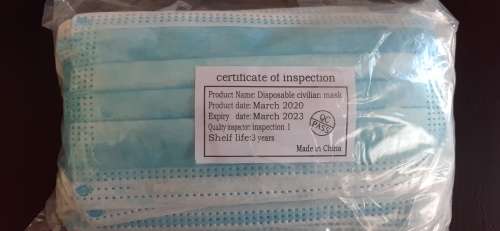 certificate of inspection
Product Name: Disposable civilian mask
Product date: March 2020
Expiry date: March 2023
Quality inspector: inspection 1
Shelf life: 3 years
QC
PASS
Made in China